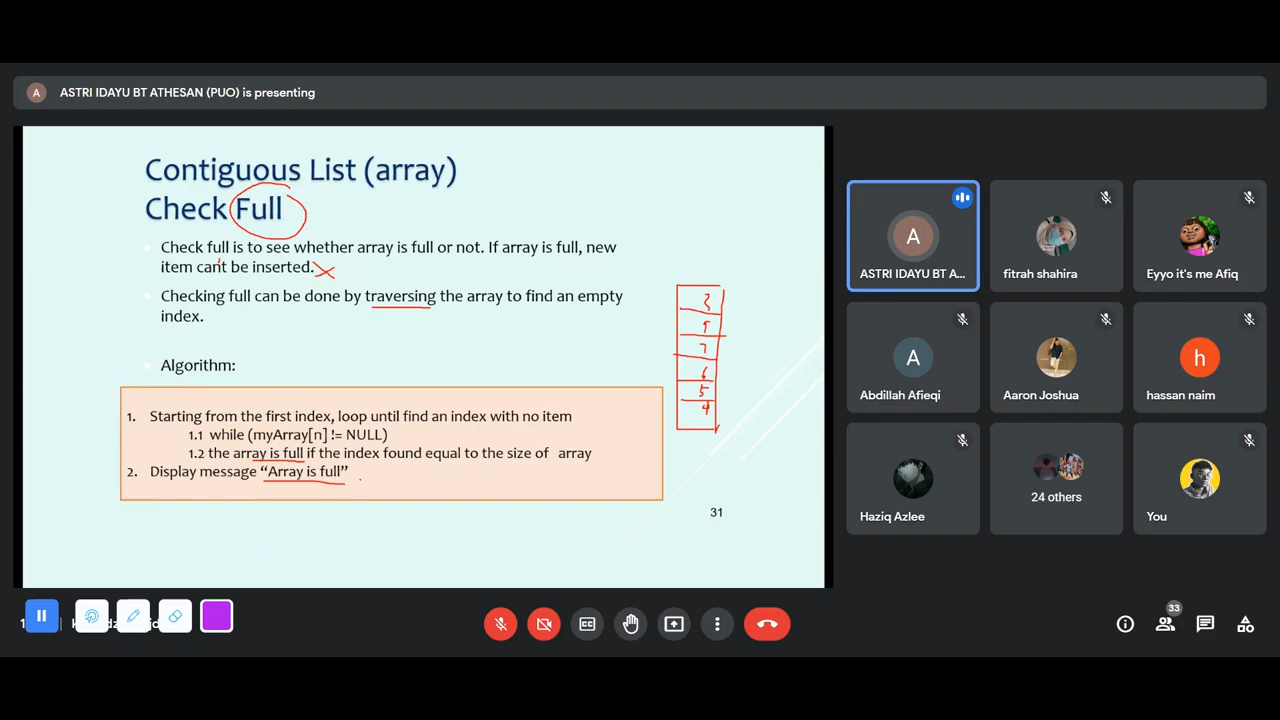 A ASTRI IDAYU BT ATHESAN (PUO) is presenting
Contiguous List (array)
Check Full
Check full is to see whether array is full or not. If array is full, new
item can't be inserted.
Checking full can be done by traversing the array to find an empty
index.
Algorithm:
1. Starting from the first index, loop until find an index with no item
1.1 while (myArray[n] != NULL)
1.2 the array is full if the index found equal to the size of array
2. Display message “Array is full”
7
6
5
4
31
A
ASTRI IDAYU BT A...
fitrah shahira
Eyyo it's me Afiq
A
Abdillah Afieqi
Aaron Joshua
h
hassan naim
Haziq Azlee
24 others
You
33